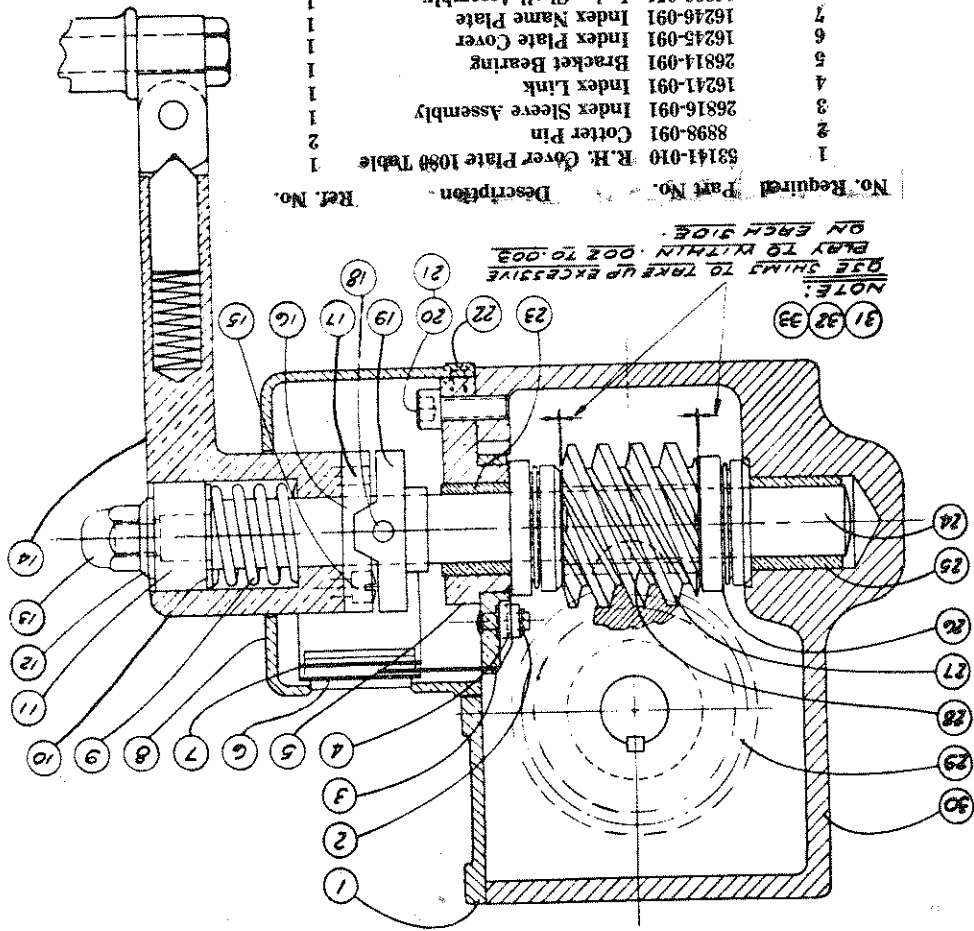 1
2
3
4
5
6
7
8
9
10
11
12
13
14
15
16
17
18
19
20
21
22
23
24
25
26
27
28
29
30
31 32 33
NOTE:
USE SHIMS TO TAKE UP EXCESSIVE
PLAY TO WITHIN .002 TO .003
ON EACH SIDE.
No. Required Part No. Description Ref. No.
1 53141-010 R.H. Cover Plate 1080 Table 1
2 8898-091 Cotter Pin 2
3 26816-091 Index Sleeve Assembly 1
4 16241-091 Index Link 1
5 26814-091 Bracket Bearing 1
6 16245-091 Index Plate Cover 1
7 16246-091 Index Name Plate 1